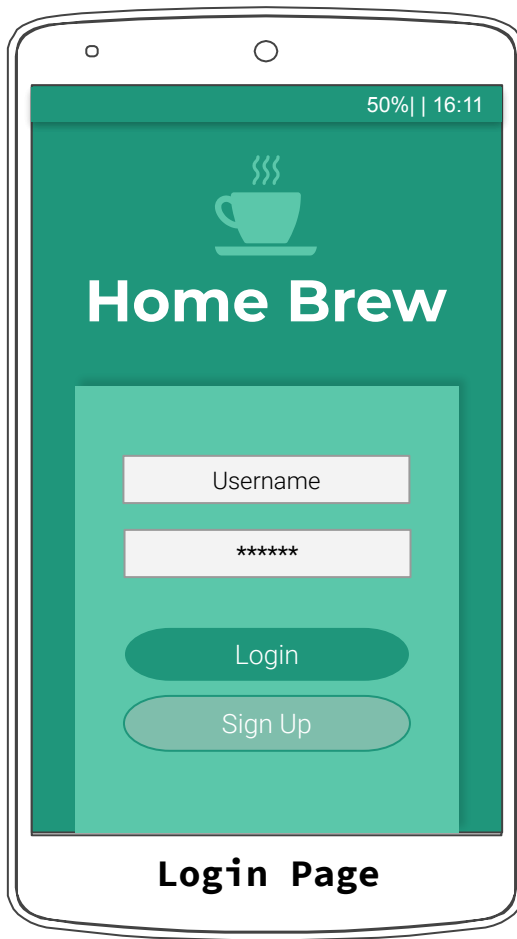 50%| | 16:11
Home Brew
Username
******
Login
Sign Up
Login Page